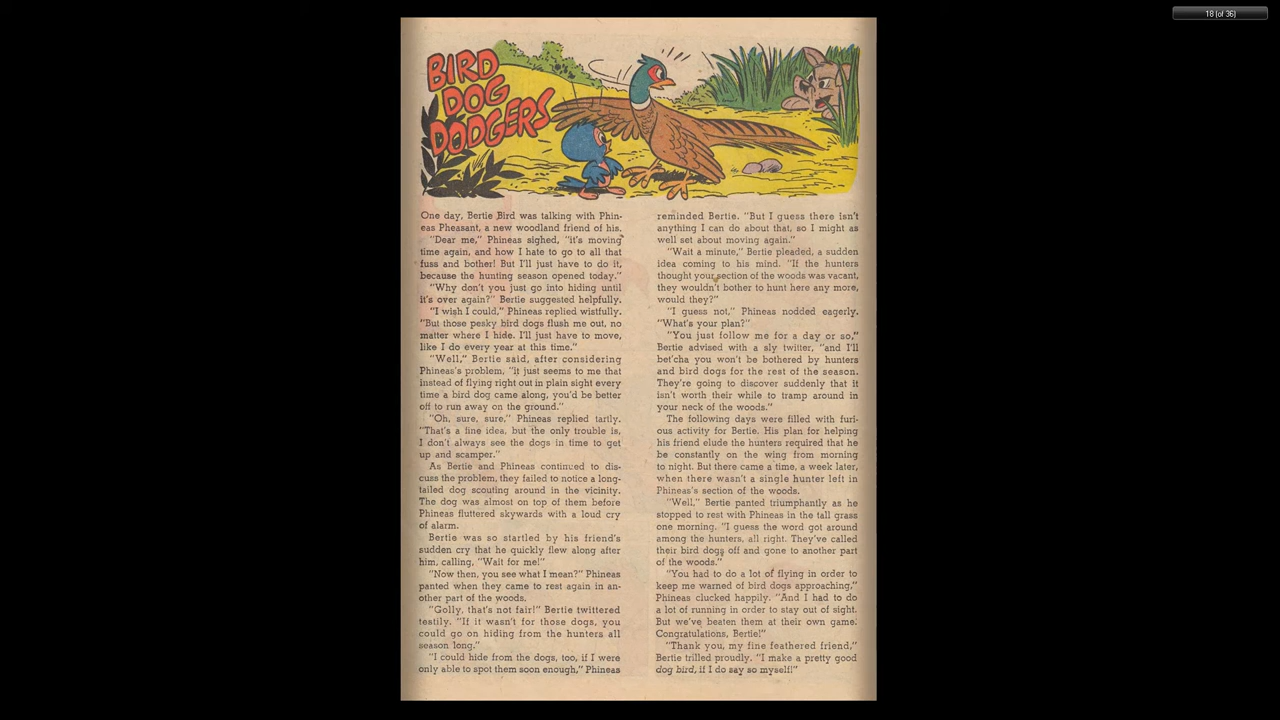 18 [of 36]
BIRD
DOG
DODGERS
One day, Bertie Bird was talking with Phin-
eas Pheasant, a new woodland friend of his.
"Dear me," Phineas sighed, "it's moving
time again, and how I hate to go to all that
fuss and bother! But I'll just have to do it,
because the hunting season opened today."
"Why don't you just go into hiding until
it's over again?" Bertie suggested helpfully.
"I wish I could," Phineas replied wistfully.
"But those pesky bird dogs flush me out, no
matter where I hide. I'll just have to move,
like I do every year at this time."
"Well," Bertie said, after considering
Phineas's problem, "it just seems to me that
instead of flying right out in plain sight every
time a bird dog came along, you'd be better
off to run away on the ground."
"Oh, sure, sure," Phineas replied tartly.
"That's a fine idea, but the only trouble is,
I don't always see the dogs in time to get
up and scamper."
As Bertie and Phineas continued to dis-
cuss the problem, they failed to notice a long-
tailed dog scouting around in the vicinity.
The dog was almost on top of them before
Phineas fluttered skywards with a loud cry
of alarm.
Bertie was so startled by his friend's
sudden cry that he quickly flew along after
him, calling, "Wait for me!"
"Now then, you see what I mean?" Phineas
panted when they came to rest again in an-
other part of the woods.
"Golly, that's not fair!" Bertie twittered
testily. "If it wasn't for those dogs, you
could go on hiding from the hunters all
season long."
"I could hide from the dogs, too, if I were
only able to spot them soon enough," Phineas
reminded Bertie. "But I guess there isn't
anything I can do about that, so I might as
well set about moving again."
"Wait a minute," Bertie pleaded, a sudden
idea coming to his mind. "If the hunters
thought your section of the woods was vacant,
they wouldn't bother to hunt here any more,
would they?"
"I guess not," Phineas nodded eagerly.
"What's your plan?"
"You just follow me for a day or so,"
Bertie advised with a sly twitter, "and I'll
bet'cha you won't be bothered by hunters
and bird dogs for the rest of the season.
They're going to discover suddenly that it
isn't worth their while to tramp around in
your neck of the woods."
The following days were filled with furi-
ous activity for Bertie. His plan for helping
his friend elude the hunters required that he
be constantly on the wing from morning
to night. But there came a time, a week later,
when there wasn't a single hunter left in
Phineas's section of the woods.
"Well," Bertie panted triumphantly as he
stopped to rest with Phineas in the tall grass
one morning. "I guess the word got around
among the hunters, all right. They've called
their bird dogs off and gone to another part
of the woods."
"You had to do a lot of flying in order to
keep me warned of bird dogs approaching,"
Phineas clucked happily. "And I had to do
a lot of running in order to stay out of sight.
But we've beaten them at their own game.
Congratulations, Bertie!"
"Thank you, my fine feathered friend,"
Bertie trilled proudly. "I make a pretty good
dog bird, if I do say so myself!"